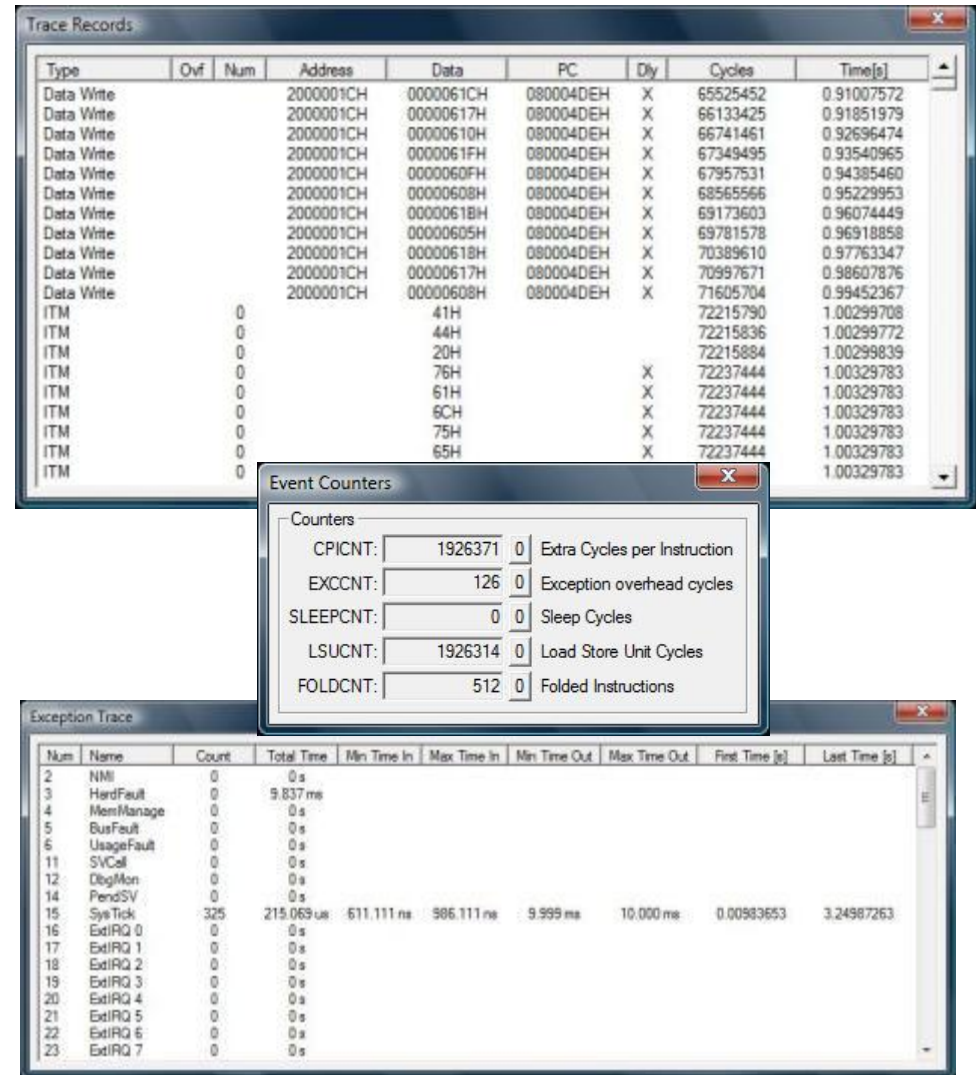 Trace Records
Type Ovf Num Address Data PC Dly Cycles Time[s]
Data Write 2000001CH 0000061CH 080004DEH X 65525452 0.91007572
Data Write 2000001CH 00000617H 080004DEH X 66133425 0.91851979
Data Write 2000001CH 00000610H 080004DEH X 66741461 0.92696474
Data Write 2000001CH 0000061FH 080004DEH X 67349495 0.93540965
Data Write 2000001CH 0000060FH 080004DEH X 67957531 0.94385460
Data Write 2000001CH 00000608H 080004DEH X 68565566 0.95229953
Data Write 2000001CH 0000061BH 080004DEH X 69173603 0.96074449
Data Write 2000001CH 00000605H 080004DEH X 69781578 0.96918858
Data Write 2000001CH 00000618H 080004DEH X 70389610 0.97763347
Data Write 2000001CH 00000617H 080004DEH X 70997671 0.98607876
Data Write 2000001CH 00000608H 080004DEH X 71605704 0.99452367
ITM 0 41H 72215790 1.00299708
ITM 0 44H 72215836 1.00299772
ITM 0 20H 72215884 1.00299839
ITM 0 76H X 72237444 1.00329783
ITM 0 61H X 72237444 1.00329783
ITM 0 6CH X 72237444 1.00329783
ITM 0 75H X 72237444 1.00329783
ITM 0 65H X 72237444 1.00329783
ITM 0 1.00329783
Event Counters
Counters
CPICNT: 1926371 0 Extra Cycles per Instruction
EXCCNT: 126 0 Exception overhead cycles
SLEEPCNT: 0 0 Sleep Cycles
LSUCNT: 1926314 0 Load Store Unit Cycles
FOLDCNT: 512 0 Folded Instructions
Exception Trace
Num Name Count Total Time Min Time In Max Time In Min Time Out Max Time Out First Time [s] Last Time [s]
2 NMI 0 0 s
3 HardFault 0 9.837 ms
4 MemManage 0 0 s
5 BusFault 0 0 s
6 UsageFault 0 0 s
11 SVCall 0 0 s
12 DbgMon 0 0 s
14 PendSV 0 0 s
15 SysTick 325 215.069 us 611.111 ns 986.111 ns 9.999 ms 10.000 ms 0.00983653 3.24987263
16 ExtIRQ 0 0 0 s
17 ExtIRQ 1 0 0 s
18 ExtIRQ 2 0 0 s
19 ExtIRQ 3 0 0 s
20 ExtIRQ 4 0 0 s
21 ExtIRQ 5 0 0 s
22 ExtIRQ 6 0 0 s
23 ExtIRQ 7 0 0 s